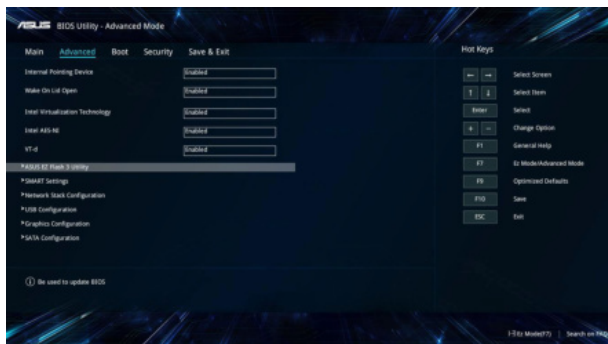 ASUS BIOS Utility - Advanced Mode
Main Advanced Boot Security Save & Exit
Hot Keys
Internal Pointing Device Enabled
Wake On Lid Open Enabled
Intel Virtualization Technology Enabled
Intel AES-NI Enabled
VT-d Enabled
ASUS EZ Flash 3 Utility
SMART Settings
Network Stack Configuration
USB Configuration
Graphics Configuration
SATA Configuration
← → Select Screen
↑ ↓ Select Item
Enter Select
+ − Change Option
F1 General Help
F7 Ez Mode/Advanced Mode
F9 Optimized Defaults
F10 Save
ESC Exit
Be used to update BIOS
Ez Mode(F7) | Search on FAQ